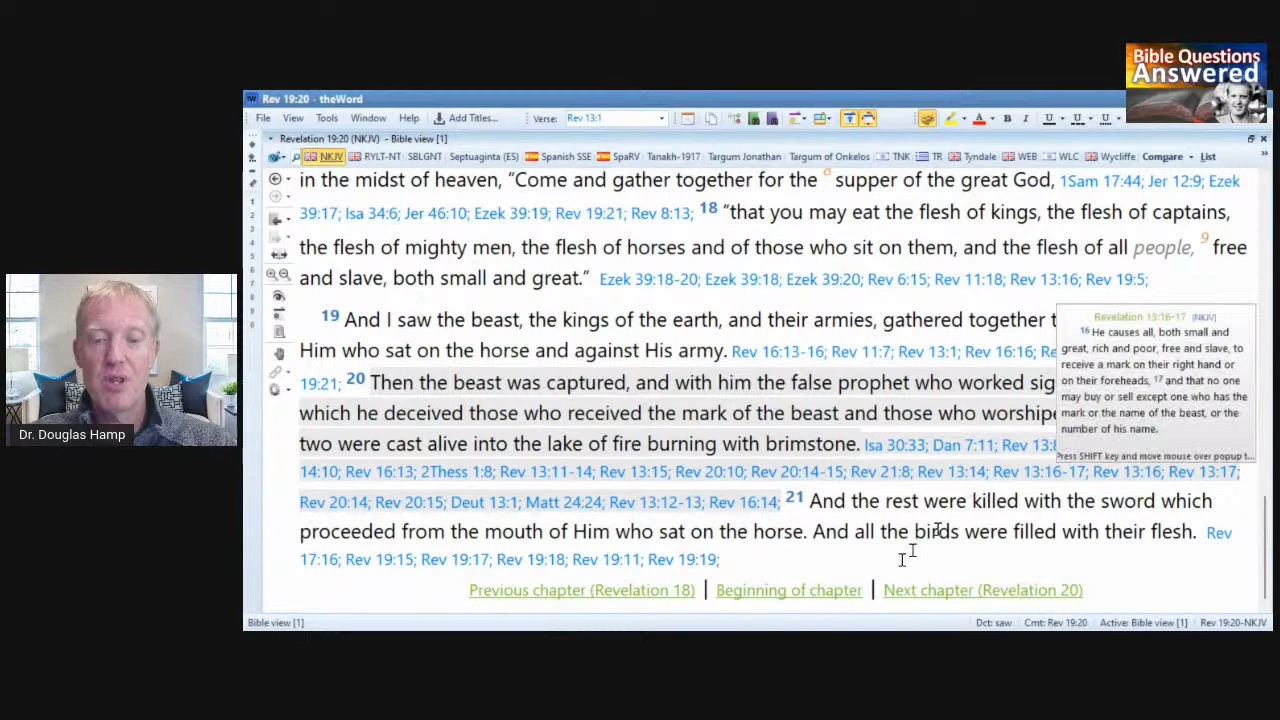 Bible Questions
Answered
Rev 19:20 - theWord
File View Tools Window Help Add Titles... Verse: Rev 13:1 B I U U U
Revelation 19:20 (NKJV) - Bible view [1]
NKJV RYLT-NT SBLGNT Septuaginta (ES) Spanish SSE SpaRV Tanakh-1917 Targum Jonathan Targum of Onkelos TNK TR Tyndale WEB WLC Wycliffe Compare List
in the midst of heaven, “Come and gather together for the 8 supper of the great God, 1Sam 17:44; Jer 12:9; Ezek
39:17; Isa 34:6; Jer 46:10; Ezek 39:19; Rev 19:21; Rev 8:13; 18 “that you may eat the flesh of kings, the flesh of captains,
the flesh of mighty men, the flesh of horses and of those who sit on them, and the flesh of all people, 9 free
and slave, both small and great.” Ezek 39:18-20; Ezek 39:18; Ezek 39:20; Rev 6:15; Rev 11:18; Rev 13:16; Rev 19:5;
19 And I saw the beast, the kings of the earth, and their armies, gathered together
Him who sat on the horse and against His army. Rev 16:13-16; Rev 11:7; Rev 13:1; Rev 16:16;
19:21; 20 Then the beast was captured, and with him the false prophet who worked
which he deceived those who received the mark of the beast and those who
two were cast alive into the lake of fire burning with brimstone. Isa 30:33; Dan 7:11; Rev
14:10; Rev 16:13; 2Thess 1:8; Rev 13:11-14; Rev 13:15; Rev 20:10; Rev 20:14-15; Rev 21:8; Rev 13:14; Rev 13:16-17; Rev 13:16; Rev 13:17;
Rev 20:14; Rev 20:15; Deut 13:1; Matt 24:24; Rev 13:12-13; Rev 16:14; 21 And the rest were killed with the sword which
proceeded from the mouth of Him who sat on the horse. And all the birds were filled with their flesh. Rev
17:16; Rev 19:15; Rev 19:17; Rev 19:18; Rev 19:11; Rev 19:19;
Previous chapter (Revelation 18) | Beginning of chapter | Next chapter (Revelation 20)
Revelation 13:16-17 (NKJV)
16 He causes all, both small and
great, rich and poor, free and slave, to
receive a mark on their right hand or
on their foreheads, 17 and that no one
may buy or sell except one who has the
mark or the name of the beast, or the
number of his name.
Press SHIFT key and move mouse over popup t...
Bible view [1] Dct: saw Cmt: Rev 19:20 Active: Bible view [1] Rev 19:20-NKJV
Dr. Douglas Hamp